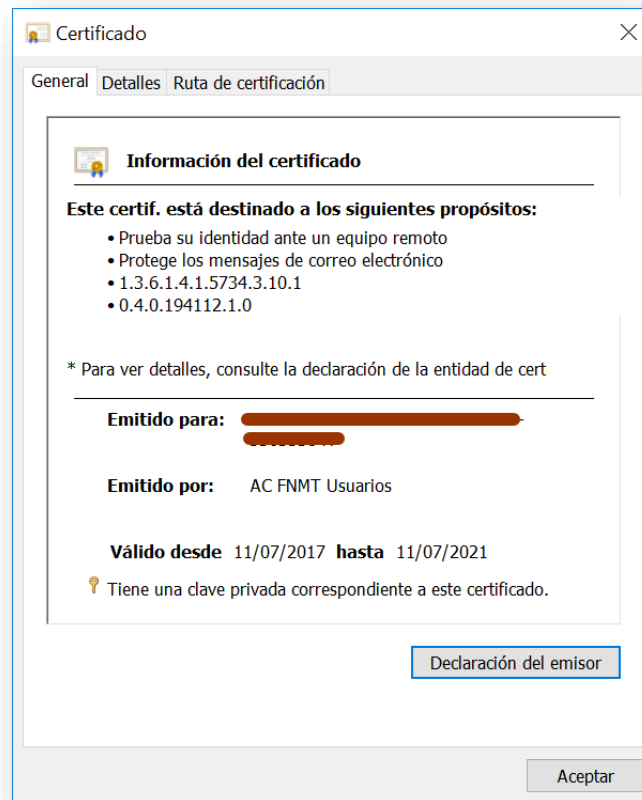 Certificado
General Detalles Ruta de certificación
Información del certificado
Este certif. está destinado a los siguientes propósitos:
• Prueba su identidad ante un equipo remoto
• Protege los mensajes de correo electrónico
• 1.3.6.1.4.1.5734.3.10.1
• 0.4.0.194112.1.0
* Para ver detalles, consulte la declaración de la entidad de cert
Emitido para:
Emitido por: AC FNMT Usuarios
Válido desde 11/07/2017 hasta 11/07/2021
Tiene una clave privada correspondiente a este certificado.
Declaración del emisor
Aceptar